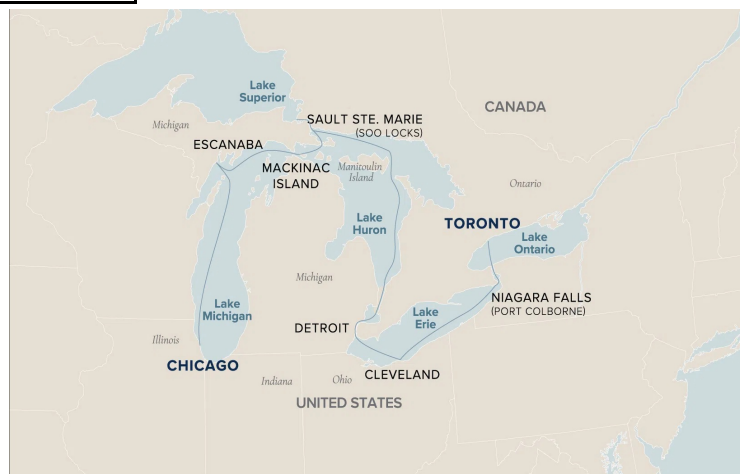 Lake
Superior
CANADA
SAULT STE. MARIE
(SOO LOCKS)
Michigan
ESCANABA
MACKINAC
ISLAND
Manitoulin
Island
Ontario
TORONTO
Lake
Huron
Lake
Ontario
Michigan
Lake
Michigan
NIAGARA FALLS
(PORT COLBORNE)
Lake
Erie
DETROIT
Illinois
CHICAGO
Indiana
Ohio
CLEVELAND
UNITED STATES